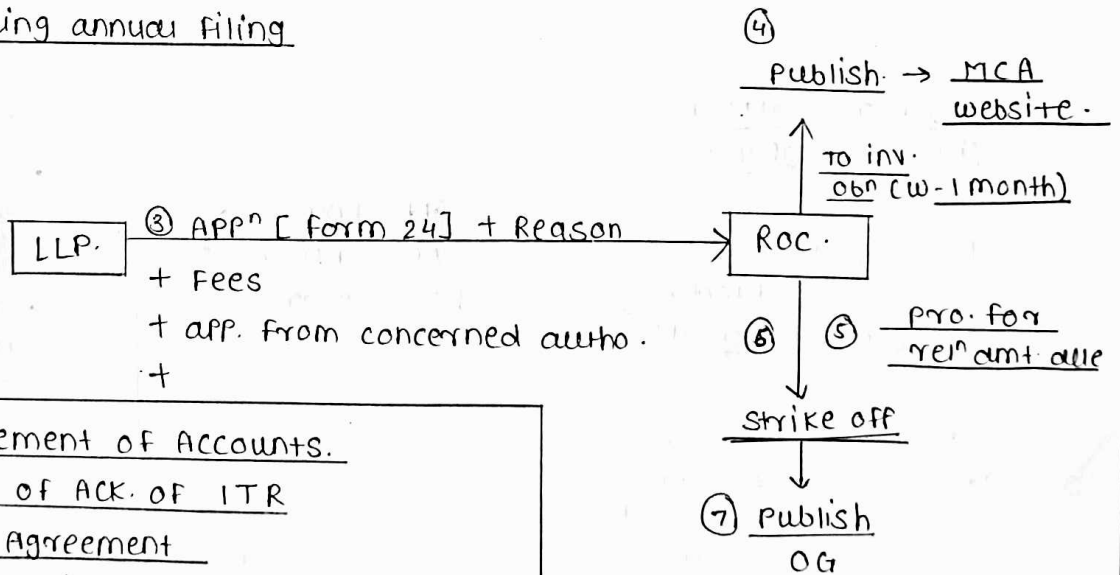 ing annual filing
④
Publish. → MCA
website.
To inv.
obⁿ (W-1 month)
LLP.
③ APPⁿ [Form 24] + Reason
ROC.
+ Fees
+ app. from concerned autho.
+
⑥
⑤ pro. for
relⁿ amt. due
strike off
⑦ Publish
OG
ement of Accounts.
of ACK. OF ITR
Agreement